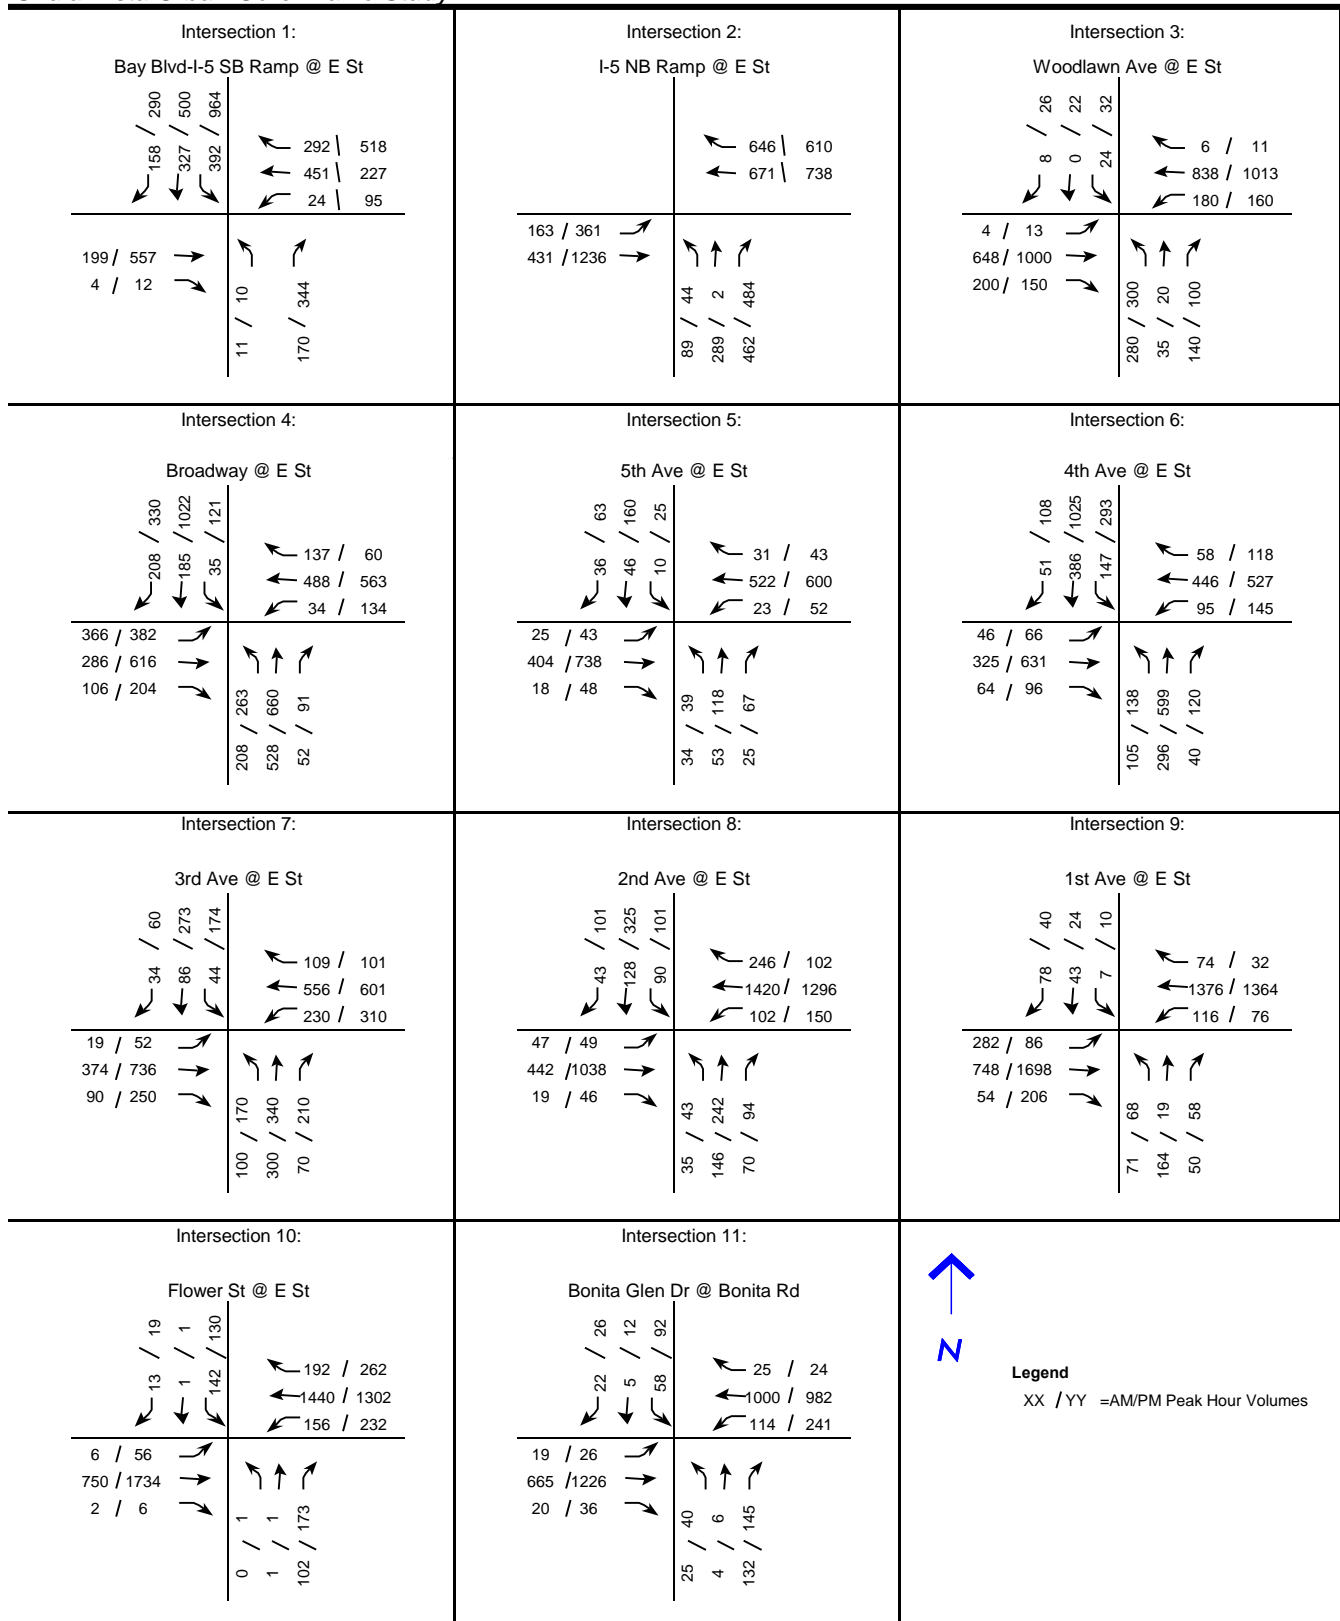 Intersection 1:
Bay Blvd-I-5 SB Ramp @ E St
158 / 290
327 / 500
392 / 964
292 \ 518
451 \ 227
24 \ 95
199 / 557
4 / 12
11 / 10
170 / 344
Intersection 2:
I-5 NB Ramp @ E St
646 \ 610
671 \ 738
163 / 361
431 / 1236
89 / 44
289 / 2
462 / 484
Intersection 3:
Woodlawn Ave @ E St
8 / 26
0 / 22
24 / 32
6 / 11
838 / 1013
180 / 160
4 / 13
648 / 1000
200 / 150
280 / 300
35 / 20
140 / 100
Intersection 4:
Broadway @ E St
208 / 330
185 / 1022
35 / 121
137 / 60
488 / 563
34 / 134
366 / 382
286 / 616
106 / 204
208 / 263
528 / 660
52 / 91
Intersection 5:
5th Ave @ E St
36 / 63
46 / 160
10 / 25
31 / 43
522 / 600
23 / 52
25 / 43
404 / 738
18 / 48
34 / 39
53 / 118
25 / 67
Intersection 6:
4th Ave @ E St
51 / 108
386 / 1025
147 / 293
58 / 118
446 / 527
95 / 145
46 / 66
325 / 631
64 / 96
105 / 138
296 / 599
40 / 120
Intersection 7:
3rd Ave @ E St
34 / 60
86 / 273
44 / 174
109 / 101
556 / 601
230 / 310
19 / 52
374 / 736
90 / 250
100 / 170
300 / 340
70 / 210
Intersection 8:
2nd Ave @ E St
43 / 101
128 / 325
90 / 101
246 / 102
1420 / 1296
102 / 150
47 / 49
442 / 1038
19 / 46
35 / 43
146 / 242
70 / 94
Intersection 9:
1st Ave @ E St
78 / 40
43 / 24
7 / 10
74 / 32
1376 / 1364
116 / 76
282 / 86
748 / 1698
54 / 206
71 / 68
164 / 19
50 / 58
Intersection 10:
Flower St @ E St
13 / 19
1 / 1
142 / 130
192 / 262
1440 / 1302
156 / 232
6 / 56
750 / 1734
2 / 6
0 / 1
1 / 1
102 / 173
Intersection 11:
Bonita Glen Dr @ Bonita Rd
22 / 26
5 / 12
58 / 92
25 / 24
1000 / 982
114 / 241
19 / 26
665 / 1226
20 / 36
25 / 40
4 / 6
132 / 145
N
Legend
XX / YY =AM/PM Peak Hour Volumes